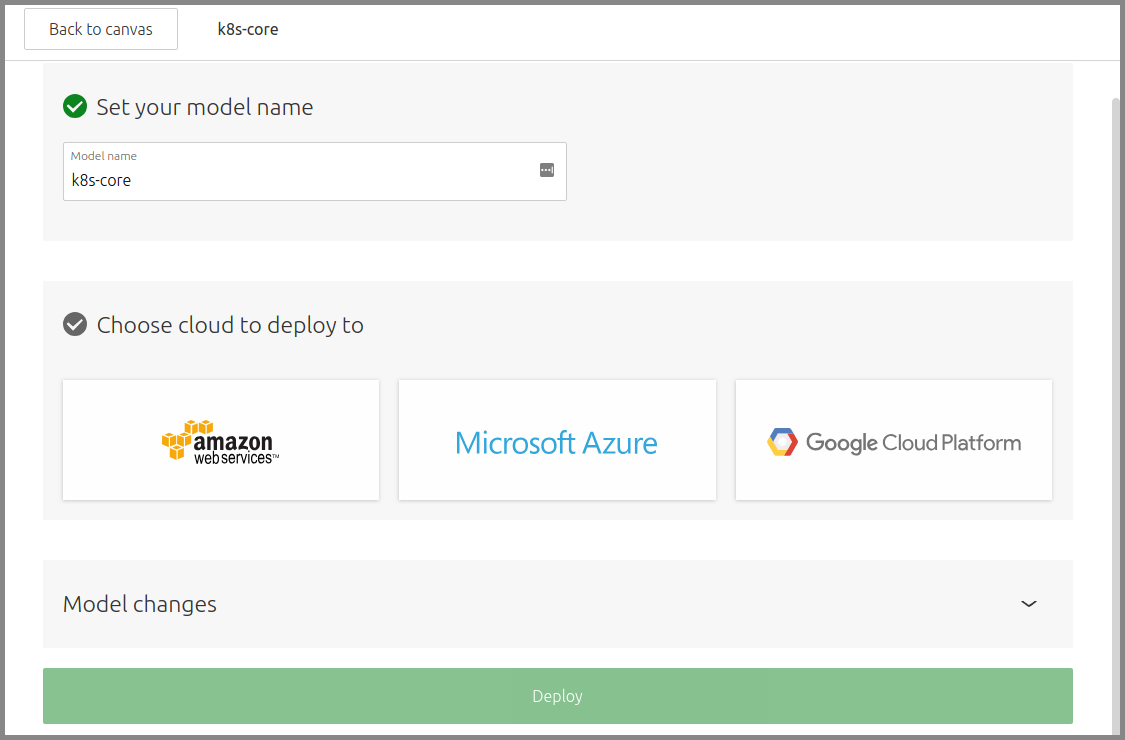 Back to canvas
k8s-core
Set your model name
Model name
k8s-core
Choose cloud to deploy to
amazon
web services™
Microsoft Azure
Google Cloud Platform
Model changes
Deploy